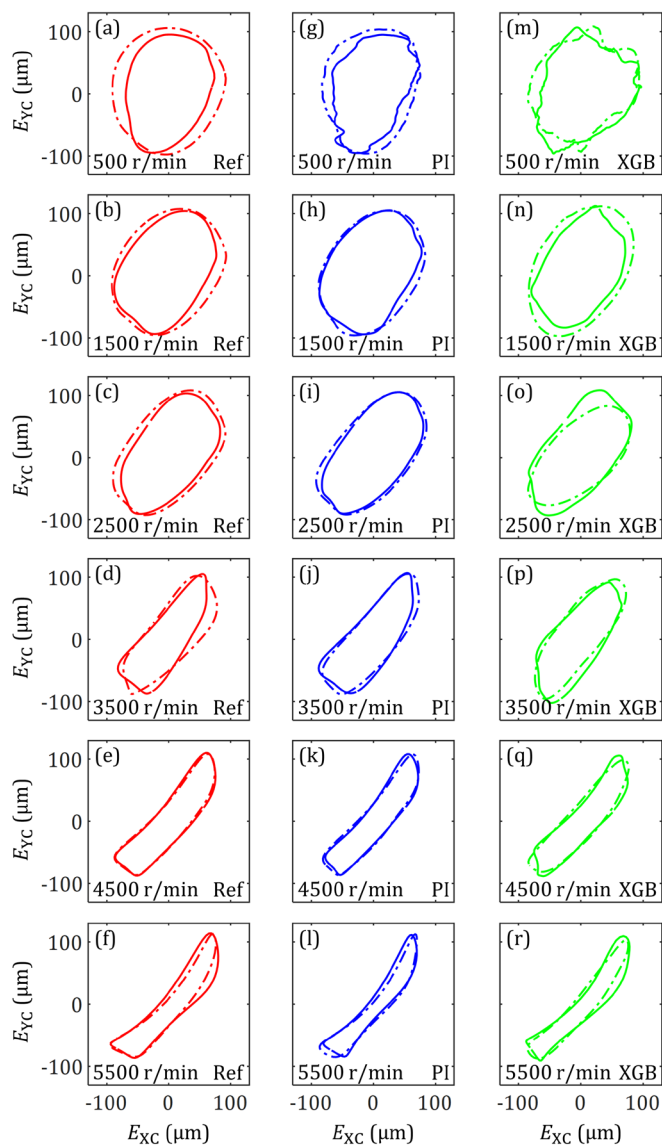 (a) (g) (m)
100
0
-100
E_YC (μm)
500 r/min Ref 500 r/min PI 500 r/min XGB
(b) (h) (n)
100
0
-100
E_YC (μm)
1500 r/min Ref 1500 r/min PI 1500 r/min XGB
(c) (i) (o)
100
0
-100
E_YC (μm)
2500 r/min Ref 2500 r/min PI 2500 r/min XGB
(d) (j) (p)
100
0
-100
E_YC (μm)
3500 r/min Ref 3500 r/min PI 3500 r/min XGB
(e) (k) (q)
100
0
-100
E_YC (μm)
4500 r/min Ref 4500 r/min PI 4500 r/min XGB
(f) (l) (r)
100
0
-100
E_YC (μm)
5500 r/min Ref 5500 r/min PI 5500 r/min XGB
-100 0 100 -100 0 100 -100 0 100
E_XC (μm) E_XC (μm) E_XC (μm)